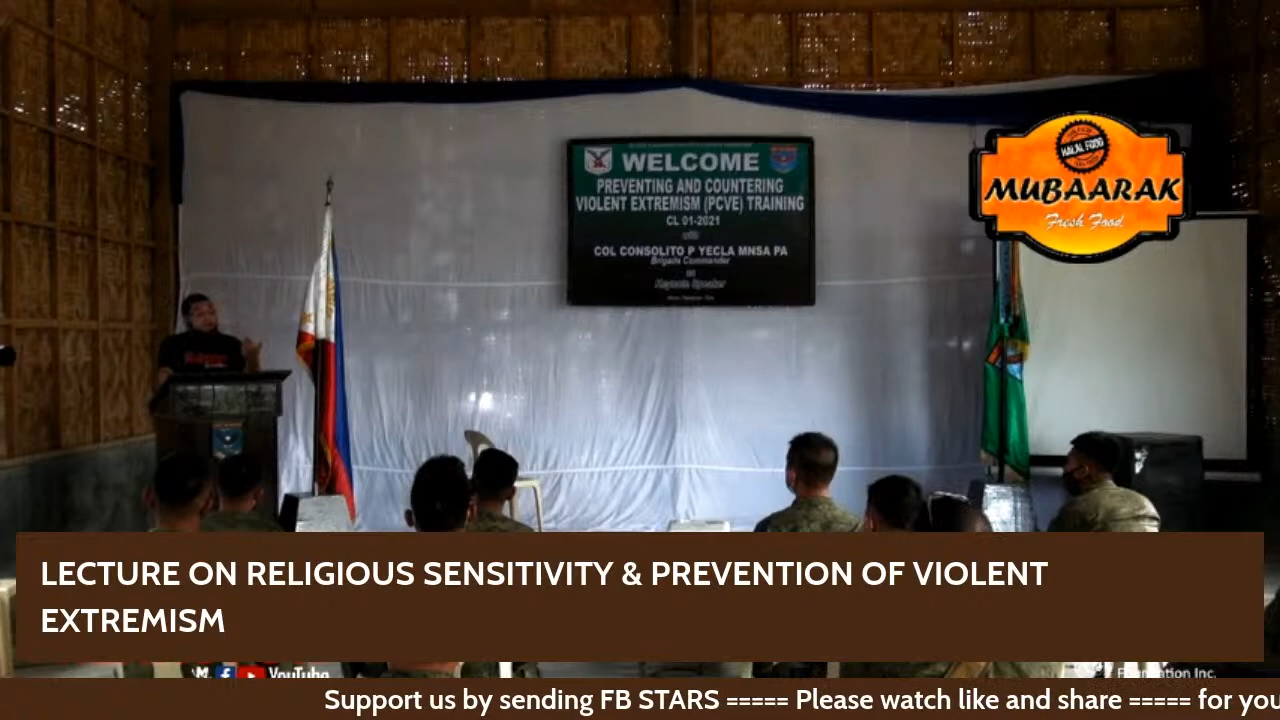 WELCOME
PREVENTING AND COUNTERING
VIOLENT EXTREMISM (PCVE) TRAINING
CL 01-2021
with
COL CONSOLITO P YECLA MNSA PA
Brigade Commander
as
Keynote Speaker
HALAL FOOD
MUBAARAK
Fresh Food
LECTURE ON RELIGIOUS SENSITIVITY & PREVENTION OF VIOLENT
EXTREMISM
YouTube
Inc.
Support us by sending FB STARS ===== Please watch like and share ===== for you